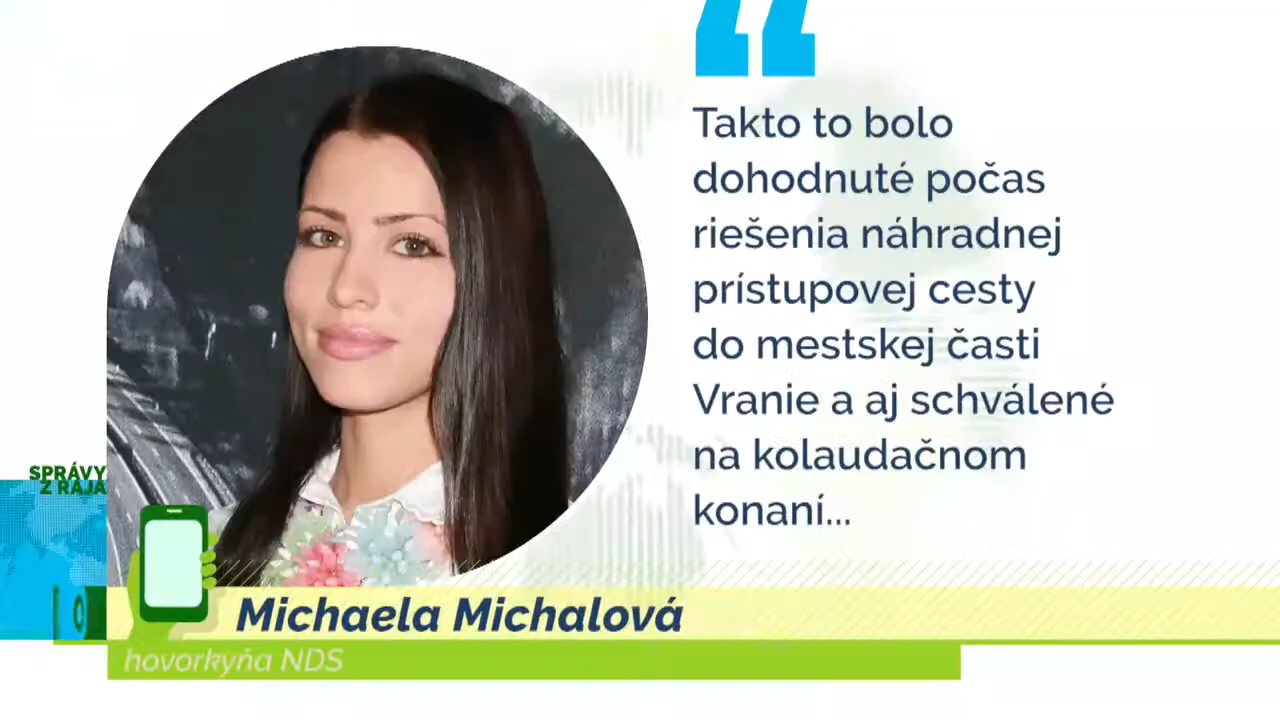 Takto to bolo
dohodnuté počas
riešenia náhradnej
prístupovej cesty
do mestskej časti
Vranie a aj schválené
na kolaudačnom
konaní...
SPRÁVY
Z RAJA
Michaela Michalová
hovorkyňa NDS